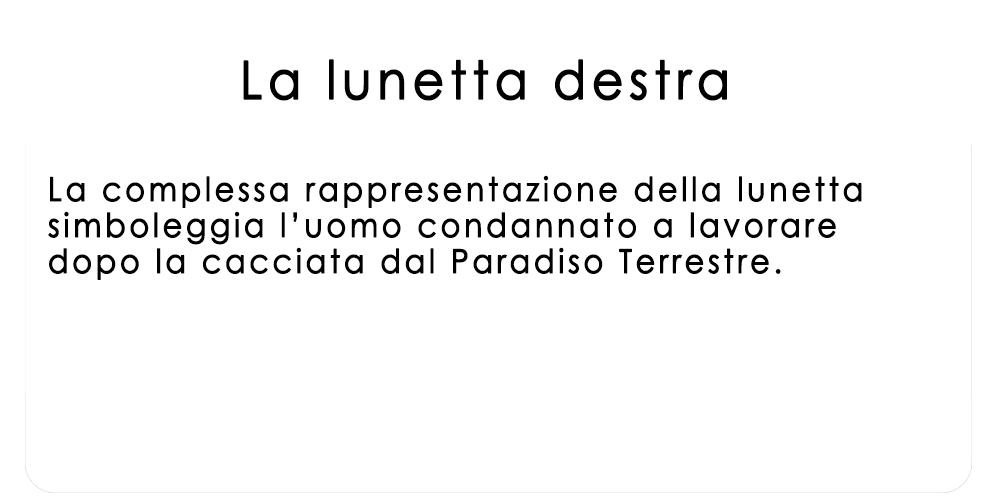 La lunetta destra
La complessa rappresentazione della lunetta
simboleggia l’uomo condannato a lavorare
dopo la cacciata dal Paradiso Terrestre.